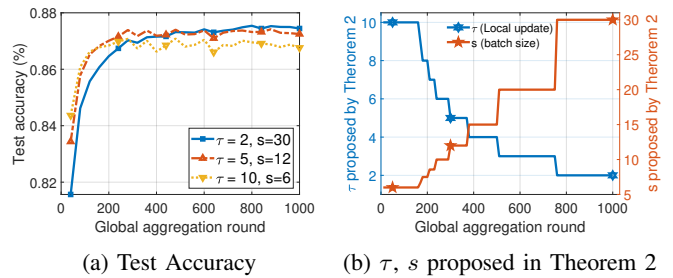 0.88
0.86
0.84
0.82
Test accuracy (%)
τ = 2, s=30
τ = 5, s=12
τ = 10, s=6
0 200 400 600 800 1000
Global aggregation round
(a) Test Accuracy
10
8
6
4
2
τ proposed by Therorem 2
τ (Local update)
s (batch size)
30
25
20
15
10
5
s proposed by Theorem 2
0 200 400 600 800 1000
Global aggregation round
(b) τ, s proposed in Theorem 2